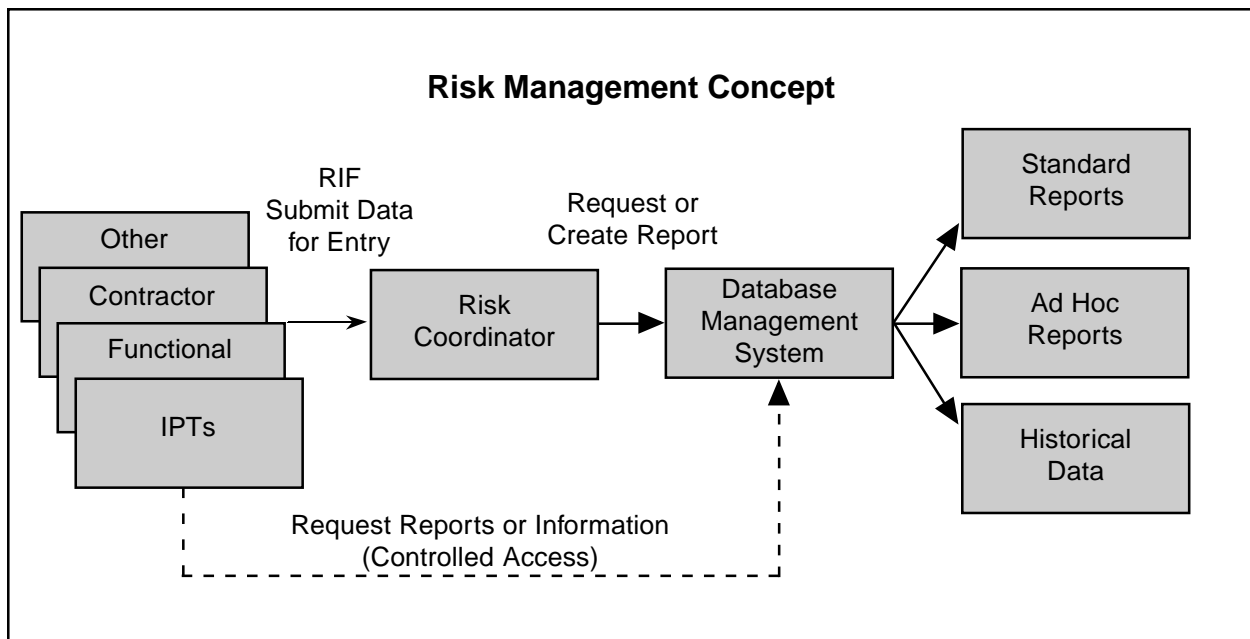 Risk Management Concept
Other
Contractor
Functional
IPTs
RIF
Submit Data
for Entry
Risk
Coordinator
Request or
Create Report
Database
Management
System
Standard
Reports
Ad Hoc
Reports
Historical
Data
Request Reports or Information
(Controlled Access)